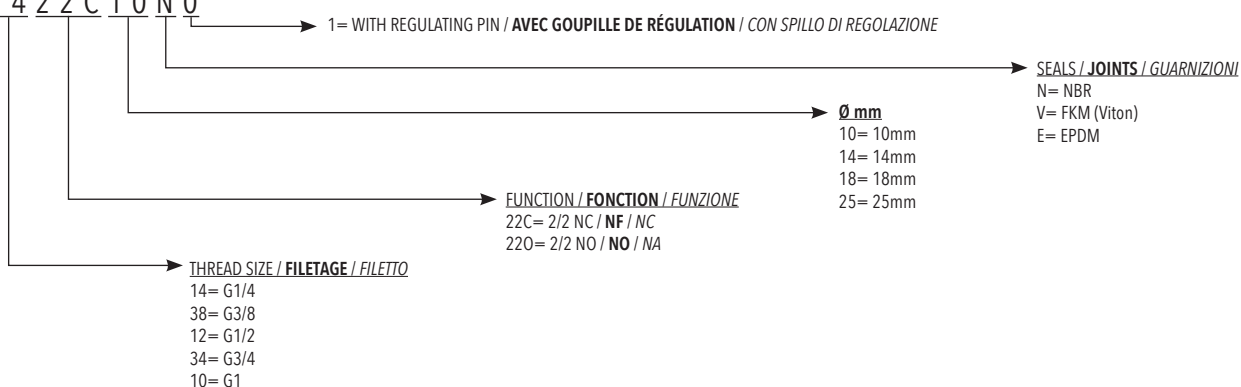 4 2 2 C 1 0 N 0
1= WITH REGULATING PIN / AVEC GOUPILLE DE RÉGULATION / CON SPILLO DI REGOLAZIONE
SEALS / JOINTS / GUARNIZIONI
N= NBR
V= FKM (Viton)
E= EPDM
Ø mm
10= 10mm
14= 14mm
18= 18mm
25= 25mm
FUNCTION / FONCTION / FUNZIONE
22C= 2/2 NC / NF / NC
22O= 2/2 NO / NO / NA
THREAD SIZE / FILETAGE / FILETTO
14= G1/4
38= G3/8
12= G1/2
34= G3/4
10= G1